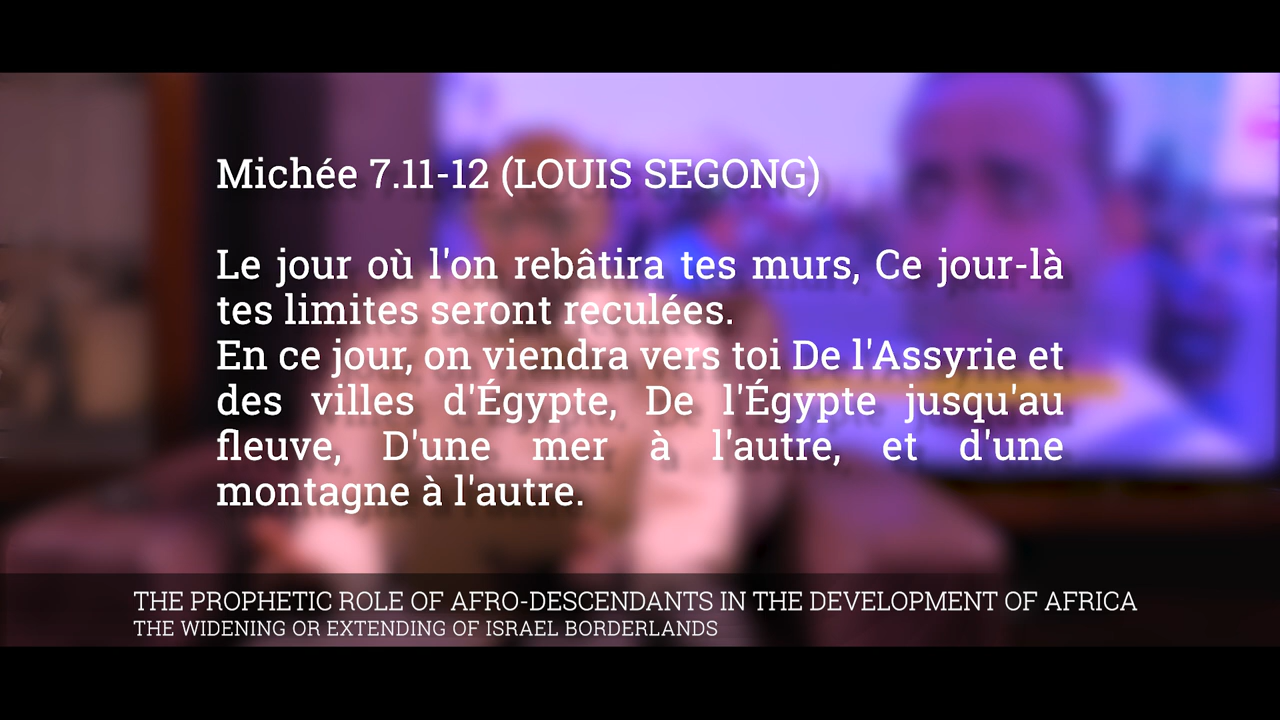 Michée 7.11-12 (LOUIS SEGONG)
Le jour où l'on rebâtira tes murs, Ce jour-là
tes limites seront reculées.
En ce jour, on viendra vers toi De l'Assyrie et
des villes d'Égypte, De l'Égypte jusqu'au
fleuve, D'une mer à l'autre, et d'une
montagne à l'autre.
THE PROPHETIC ROLE OF AFRO-DESCENDANTS IN THE DEVELOPMENT OF AFRICA
THE WIDENING OR EXTENDING OF ISRAEL BORDERLANDS